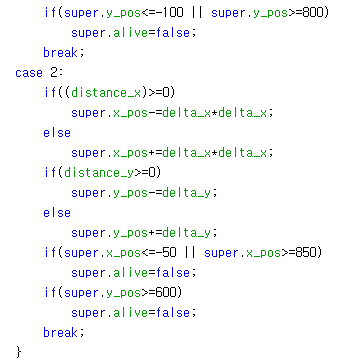 if(super.y_pos<=-100 || super.y_pos>=800)
super.alive=false;
break;
case 2:
if((distance_x)>=0)
super.x_pos-=delta_x*delta_x;
else
super.x_pos+=delta_x*delta_x;
if(distance_y>=0)
super.y_pos-=delta_y;
else
super.y_pos+=delta_y;
if(super.x_pos<=-50 || super.x_pos>=850)
super.alive=false;
if(super.y_pos>=600)
super.alive=false;
break;
}